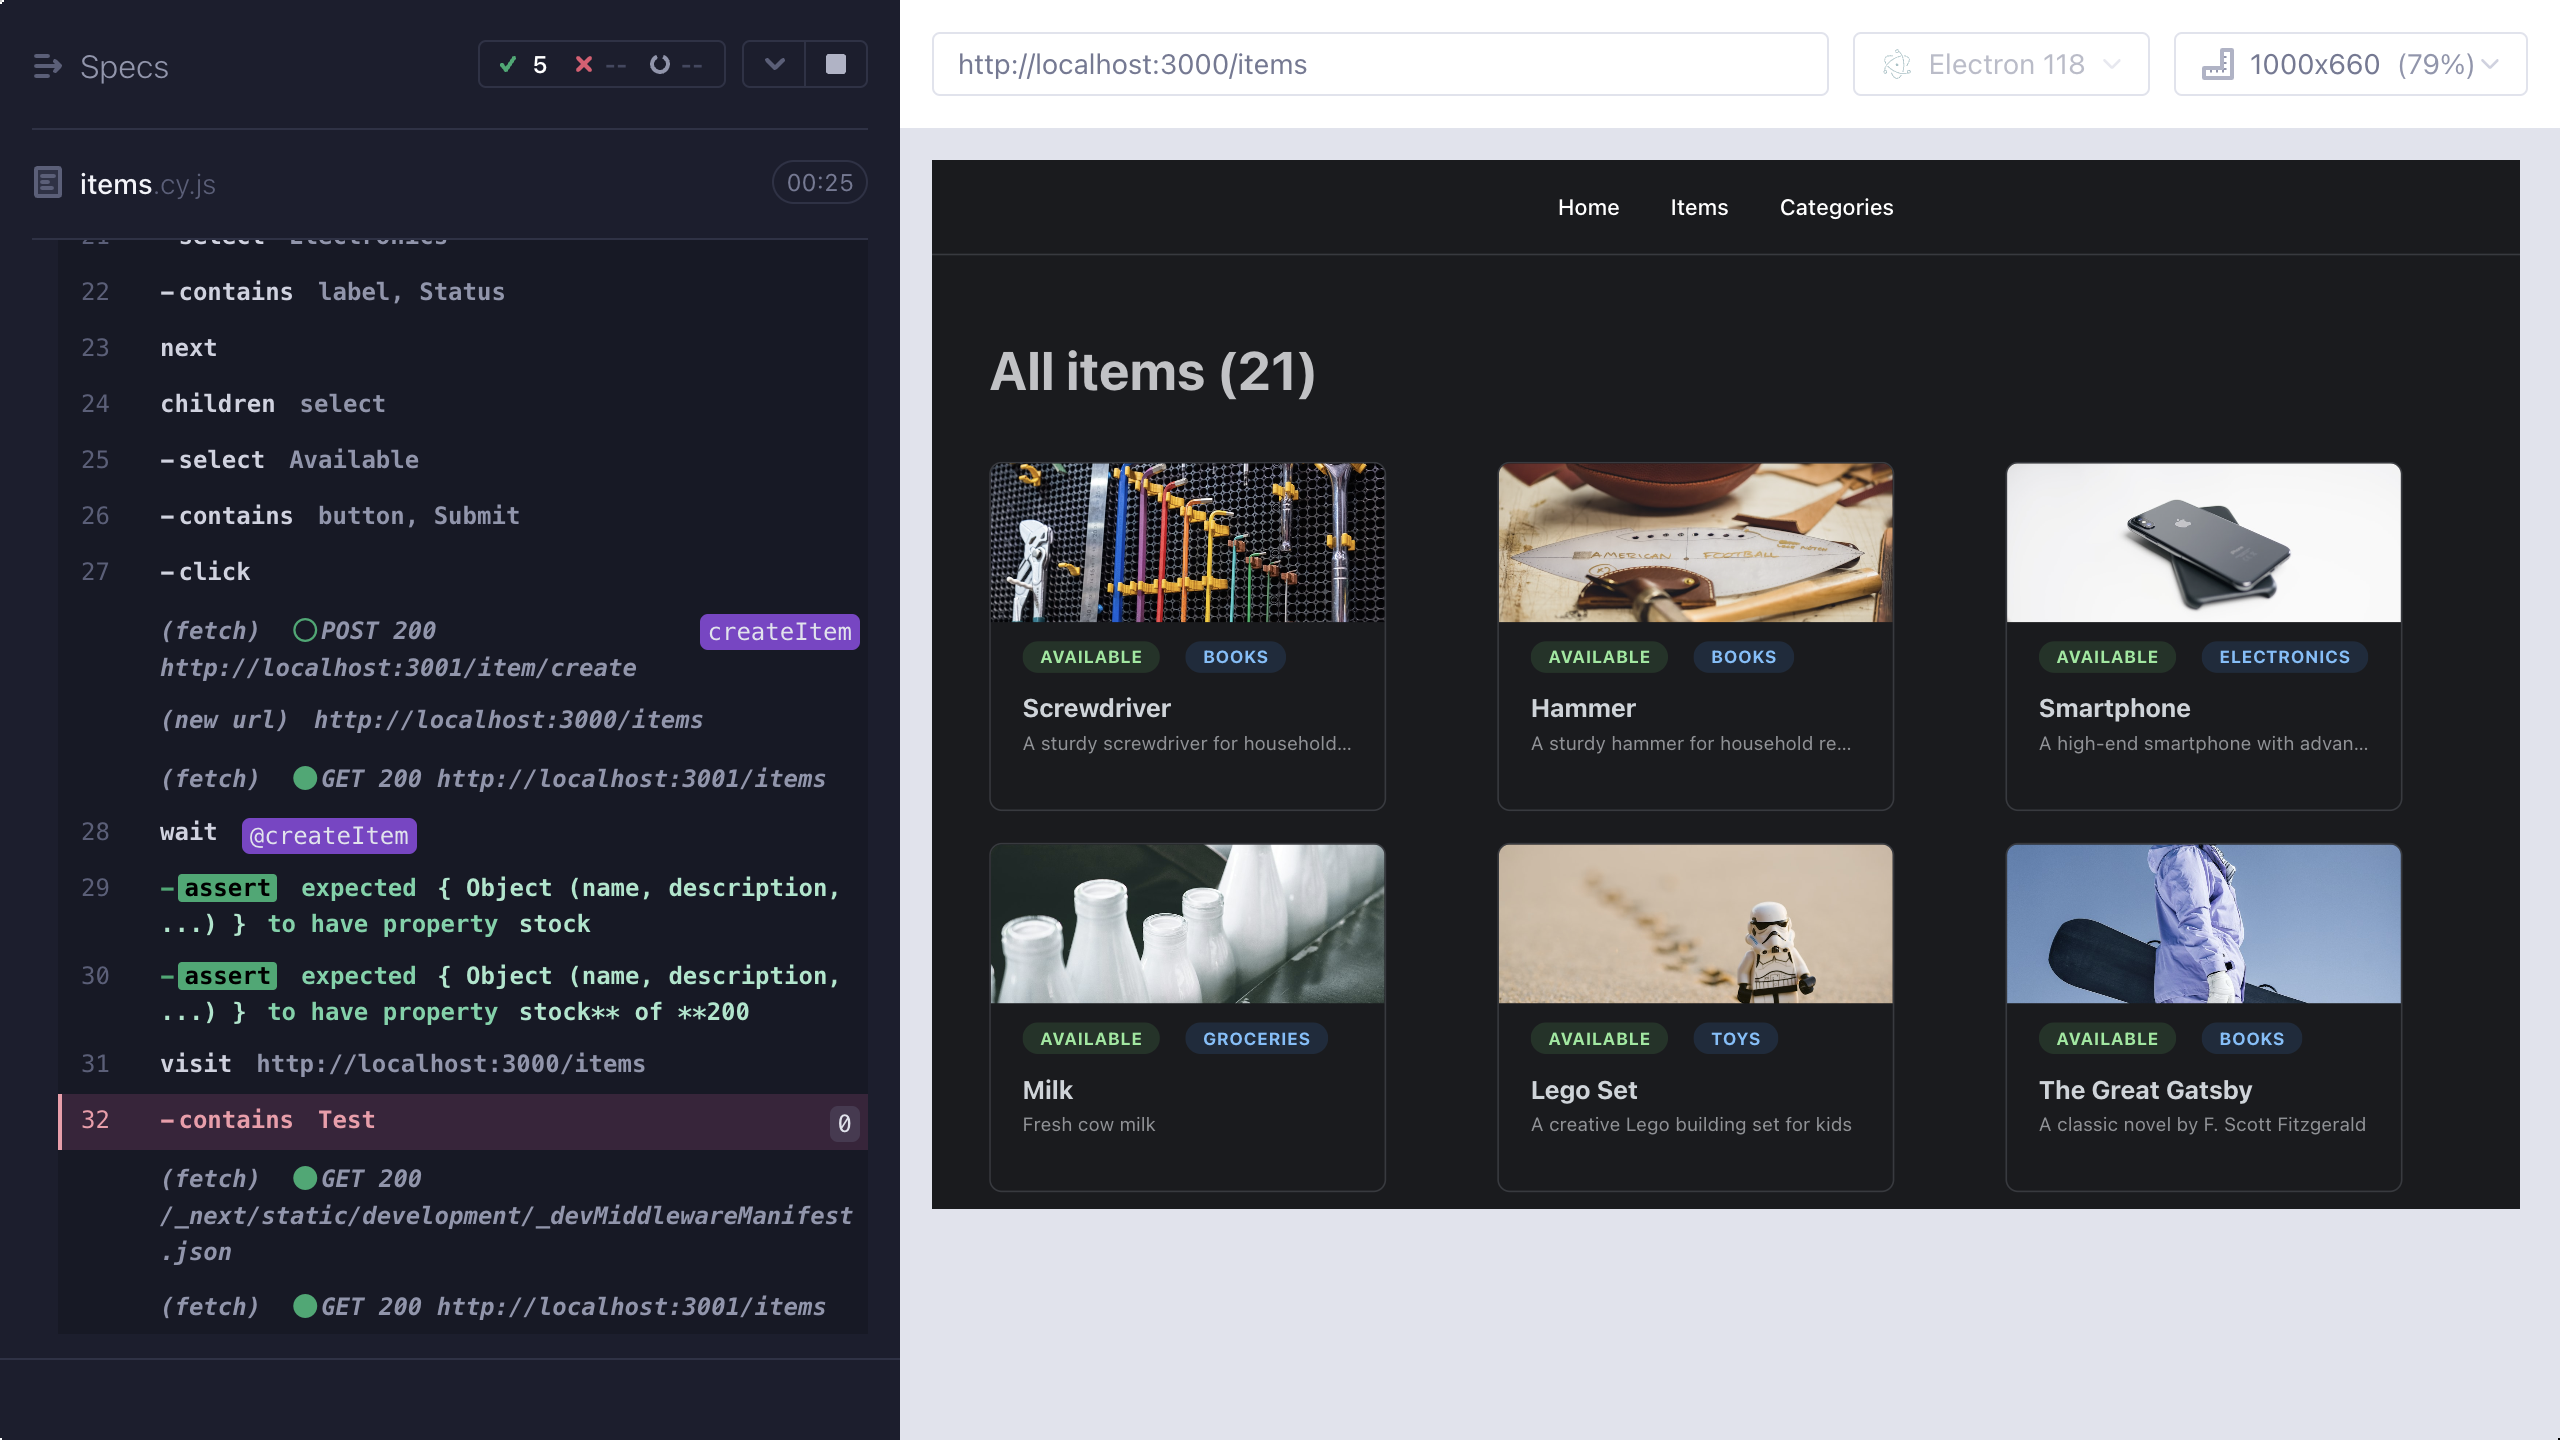 Specs
5 -- --
items.cy.js
00:25
21 -select Electronics
22 -contains label, Status
23 next
24 children select
25 -select Available
26 -contains button, Submit
27 -click
(fetch) POST 200 createItem
http://localhost:3001/item/create
(new url) http://localhost:3000/items
(fetch) GET 200 http://localhost:3001/items
28 wait @createItem
29 -assert expected { Object (name, description,
...) } to have property stock
30 -assert expected { Object (name, description,
...) } to have property stock** of **200
31 visit http://localhost:3000/items
32 -contains Test 0
(fetch) GET 200
/_next/static/development/_devMiddlewareManifest
.json
(fetch) GET 200 http://localhost:3001/items
http://localhost:3000/items
Electron 118
1000x660 (79%)
Home Items Categories
All items (21)
AMERICAN FOOTBALL
AVAILABLE BOOKS
Screwdriver
A sturdy screwdriver for household...
AVAILABLE BOOKS
Hammer
A sturdy hammer for household re...
AVAILABLE ELECTRONICS
Smartphone
A high-end smartphone with advan...
AVAILABLE GROCERIES
Milk
Fresh cow milk
AVAILABLE TOYS
Lego Set
A creative Lego building set for kids
AVAILABLE BOOKS
The Great Gatsby
A classic novel by F. Scott Fitzgerald